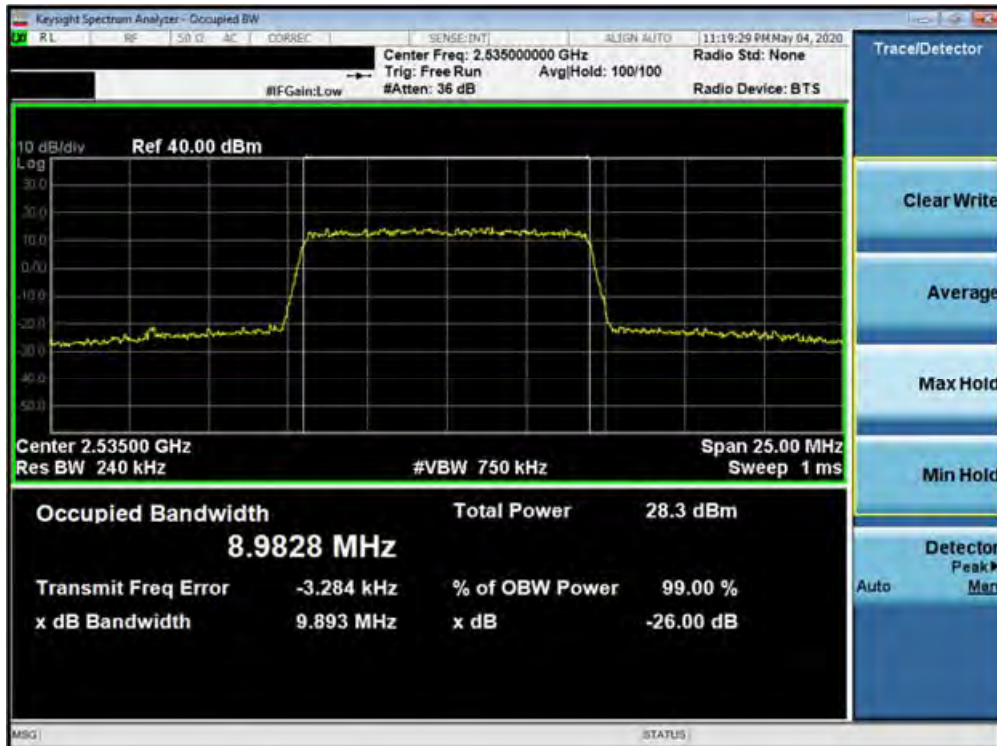 Keysight Spectrum Analyzer - Occupied BW
RL RF 50 Ω AC CORREC SENSE:INT ALIGN AUTO 11:19:29 PM May 04, 2020
Center Freq: 2.535000000 GHz Radio Std: None
Trig: Free Run Avg|Hold: 100/100
#IFGain:Low #Atten: 36 dB Radio Device: BTS
Trace/Detector
10 dB/div Ref 40.00 dBm
Log
30.0
20.0
10.0
0.00
-10.0
-20.0
-30.0
-40.0
-50.0
Center 2.53500 GHz Span 25.00 MHz
Res BW 240 kHz #VBW 750 kHz Sweep 1 ms
Occupied Bandwidth Total Power 28.3 dBm
8.9828 MHz
Transmit Freq Error -3.284 kHz % of OBW Power 99.00 %
x dB Bandwidth 9.893 MHz x dB -26.00 dB
Clear Write
Average
Max Hold
Min Hold
Detector
Peak▶
Auto Man
MSG STATUS